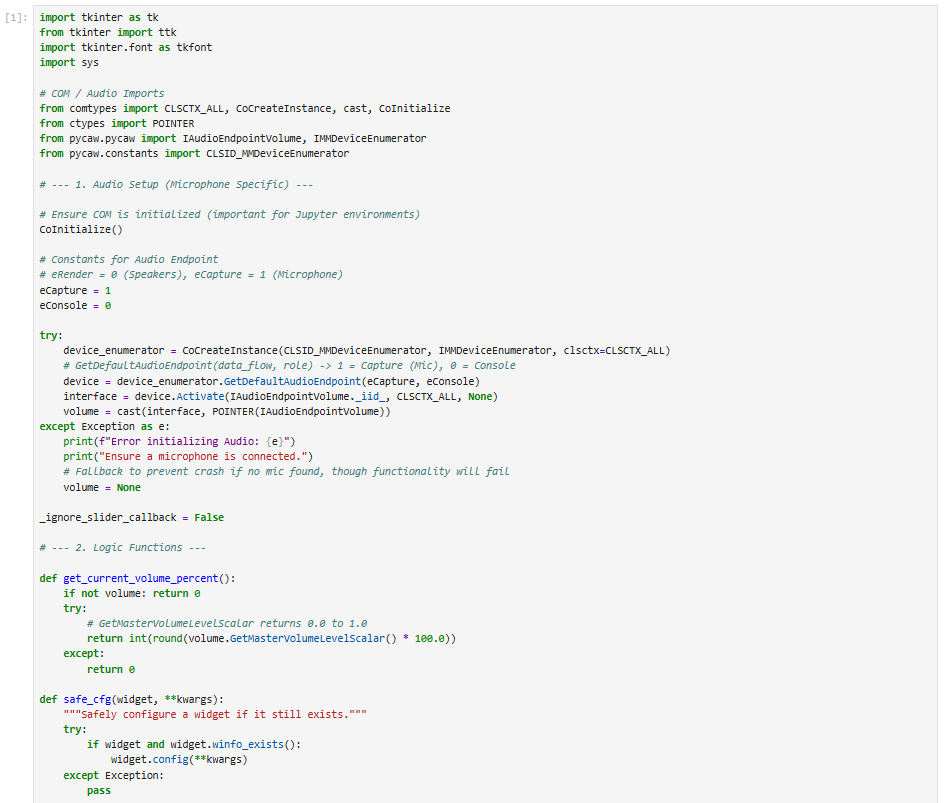 [1]:
import tkinter as tk
from tkinter import ttk
import tkinter.font as tkfont
import sys

# COM / Audio Imports
from comtypes import CLSCTX_ALL, CoCreateInstance, cast, CoInitialize
from ctypes import POINTER
from pycaw.pycaw import IAudioEndpointVolume, IMMDeviceEnumerator
from pycaw.constants import CLSID_MMDeviceEnumerator

# --- 1. Audio Setup (Microphone Specific) ---

# Ensure COM is initialized (important for Jupyter environments)
CoInitialize()

# Constants for Audio Endpoint
# eRender = 0 (Speakers), eCapture = 1 (Microphone)
eCapture = 1
eConsole = 0

try:
    device_enumerator = CoCreateInstance(CLSID_MMDeviceEnumerator, IMMDeviceEnumerator, clsctx=CLSCTX_ALL)
    # GetDefaultAudioEndpoint(data_flow, role) -> 1 = Capture (Mic), 0 = Console
    device = device_enumerator.GetDefaultAudioEndpoint(eCapture, eConsole)
    interface = device.Activate(IAudioEndpointVolume._iid_, CLSCTX_ALL, None)
    volume = cast(interface, POINTER(IAudioEndpointVolume))
except Exception as e:
    print(f"Error initializing Audio: {e}")
    print("Ensure a microphone is connected.")
    # Fallback to prevent crash if no mic found, though functionality will fail
    volume = None

_ignore_slider_callback = False

# --- 2. Logic Functions ---

def get_current_volume_percent():
    if not volume: return 0
    try:
        # GetMasterVolumeLevelScalar returns 0.0 to 1.0
        return int(round(volume.GetMasterVolumeLevelScalar() * 100.0))
    except:
        return 0

def safe_cfg(widget, **kwargs):
    """Safely configure a widget if it still exists."""
    try:
        if widget and widget.winfo_exists():
            widget.config(**kwargs)
    except Exception:
        pass